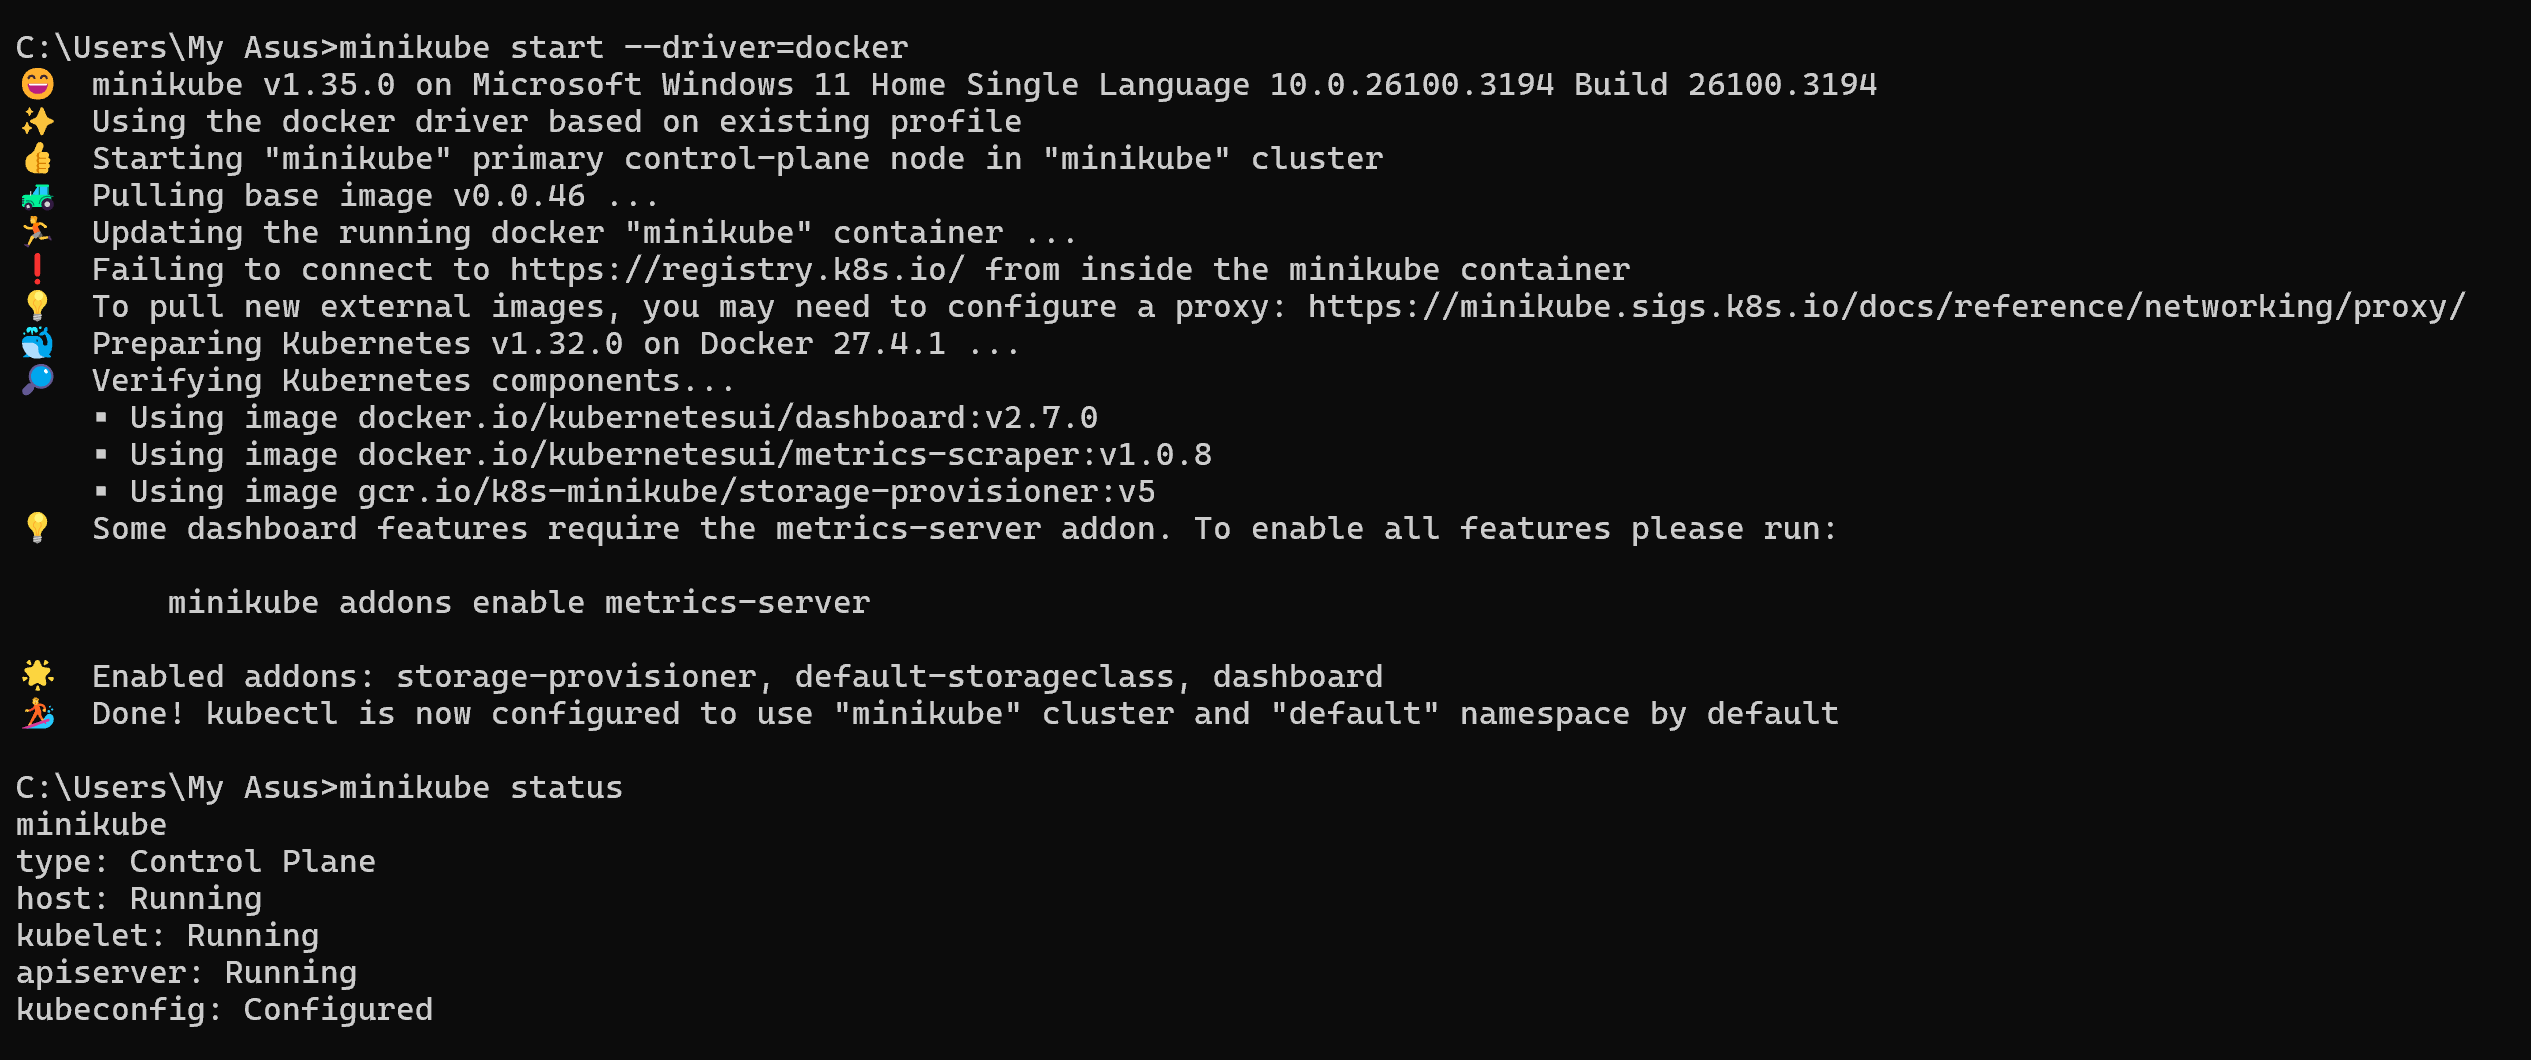 C:\Users\My Asus>minikube start --driver=docker
😄 minikube v1.35.0 on Microsoft Windows 11 Home Single Language 10.0.26100.3194 Build 26100.3194
✨ Using the docker driver based on existing profile
👍 Starting "minikube" primary control-plane node in "minikube" cluster
🚜 Pulling base image v0.0.46 ...
🏃 Updating the running docker "minikube" container ...
❗ Failing to connect to https://registry.k8s.io/ from inside the minikube container
💡 To pull new external images, you may need to configure a proxy: https://minikube.sigs.k8s.io/docs/reference/networking/proxy/
🐳 Preparing Kubernetes v1.32.0 on Docker 27.4.1 ...
🔎 Verifying Kubernetes components...
▪ Using image docker.io/kubernetesui/dashboard:v2.7.0
▪ Using image docker.io/kubernetesui/metrics-scraper:v1.0.8
▪ Using image gcr.io/k8s-minikube/storage-provisioner:v5
💡 Some dashboard features require the metrics-server addon. To enable all features please run:
minikube addons enable metrics-server
🌟 Enabled addons: storage-provisioner, default-storageclass, dashboard
🏄 Done! kubectl is now configured to use "minikube" cluster and "default" namespace by default
C:\Users\My Asus>minikube status
minikube
type: Control Plane
host: Running
kubelet: Running
apiserver: Running
kubeconfig: Configured